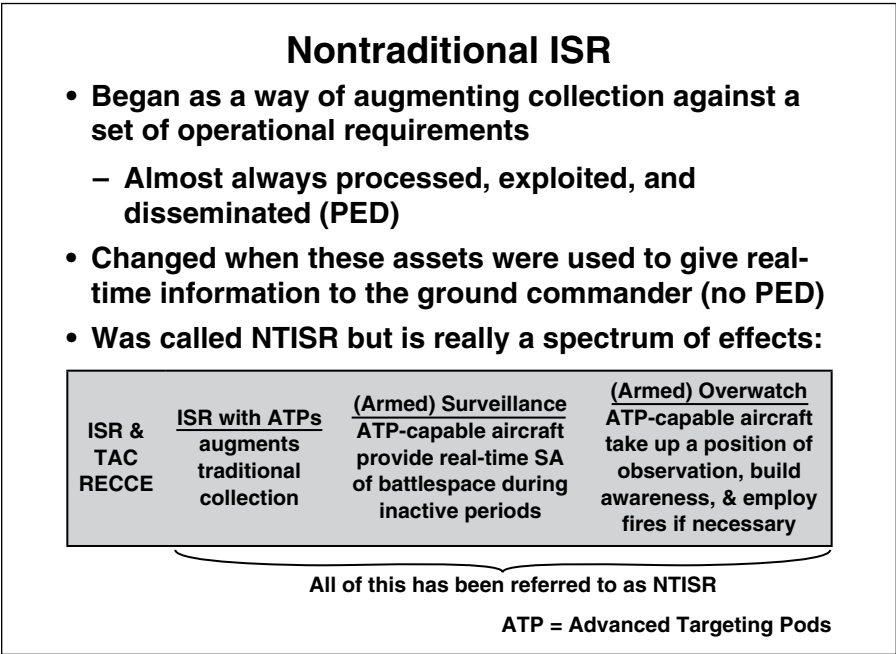 Nontraditional ISR
• Began as a way of augmenting collection against a
set of operational requirements
– Almost always processed, exploited, and
disseminated (PED)
• Changed when these assets were used to give real-
time information to the ground commander (no PED)
• Was called NTISR but is really a spectrum of effects:
ISR &
TAC
RECCE
ISR with ATPs
augments
traditional
collection
(Armed) Surveillance
ATP-capable aircraft
provide real-time SA
of battlespace during
inactive periods
(Armed) Overwatch
ATP-capable aircraft
take up a position of
observation, build
awareness, & employ
fires if necessary
All of this has been referred to as NTISR
ATP = Advanced Targeting Pods